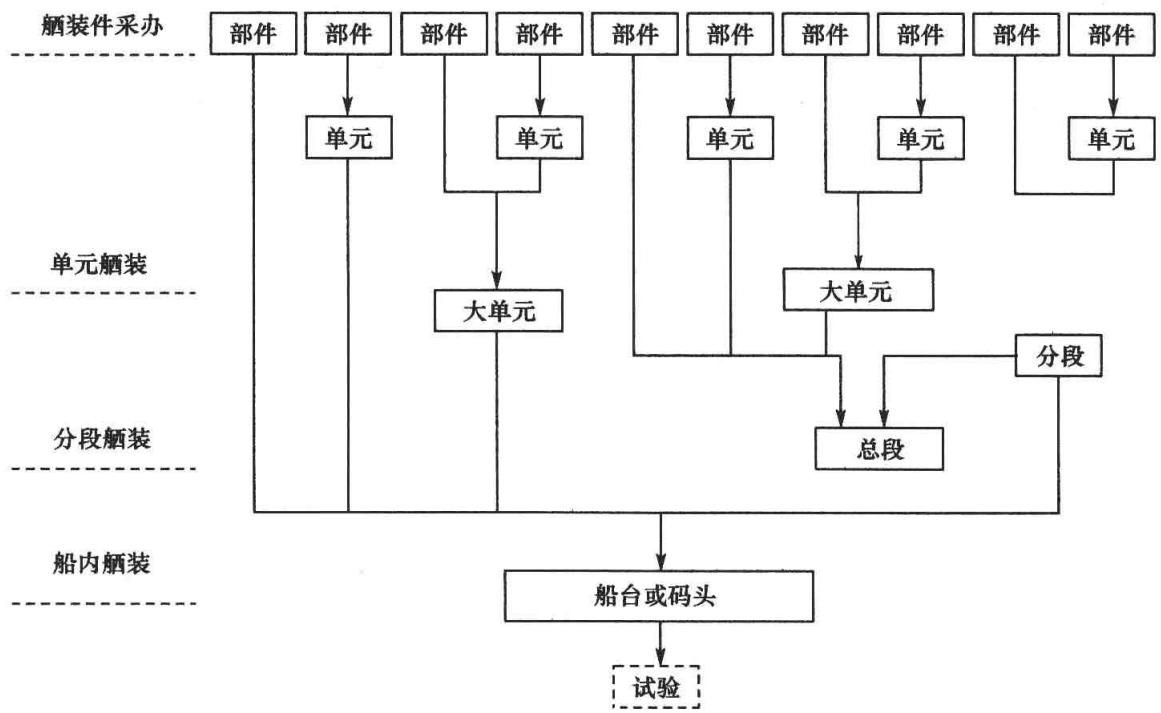 舾装件采办
部件 部件 部件 部件 部件 部件 部件 部件 部件 部件
单元 单元 单元 单元 单元
单元舾装
大单元
大单元
分段
分段舾装
总段
船内舾装
船台或码头
试验